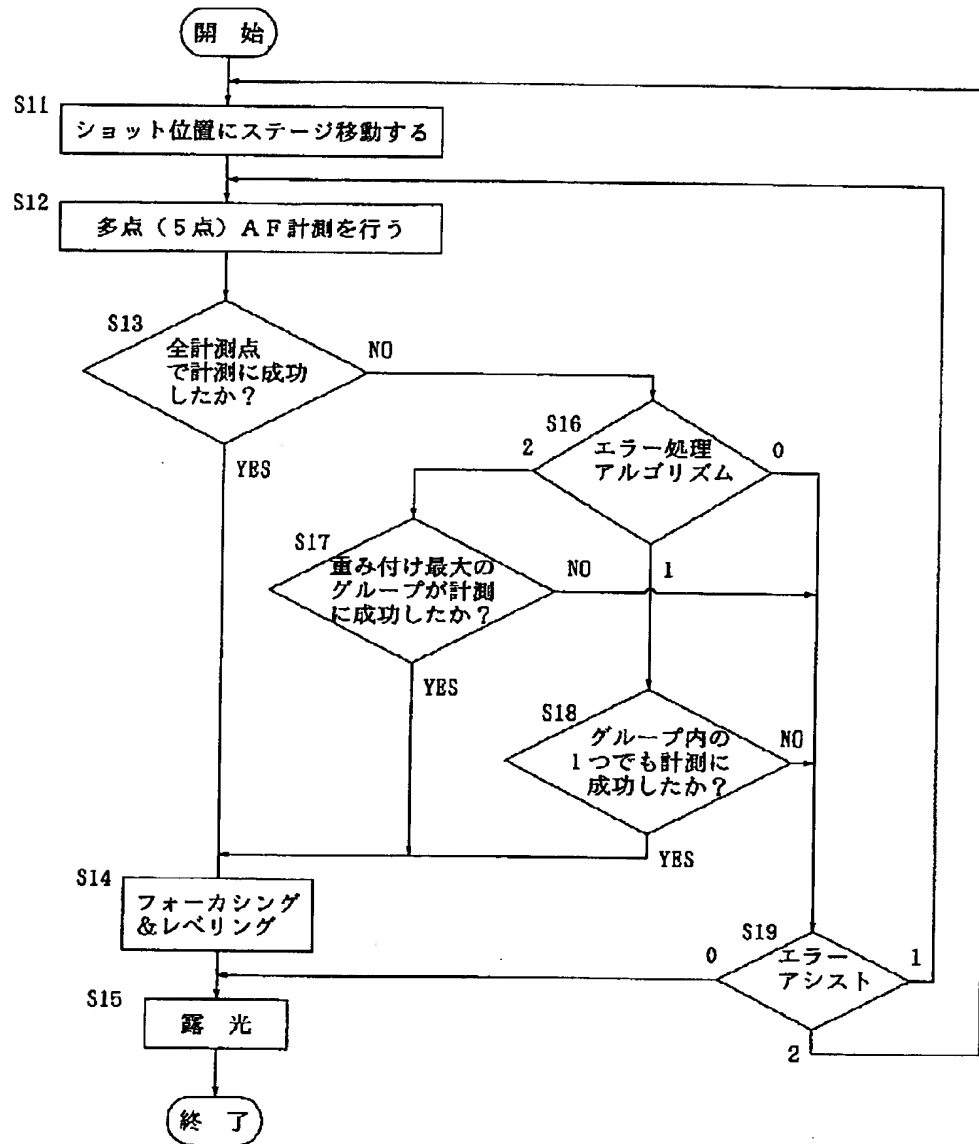 開 始
S11
ショット位置にステージ移動する
S12
多点（5点）ＡＦ計測を行う
S13
全計測点
で計測に成功
したか？
NO
YES
S16
エラー処理
アルゴリズム
2
0
1
S17
重み付け最大の
グループが計測
に成功したか？
NO
YES
S18
グループ内の
1つでも計測に
成功したか？
NO
YES
S14
フォーカシング
＆レベリング
S19
エラー
アシスト
0
1
2
S15
露 光
終 了